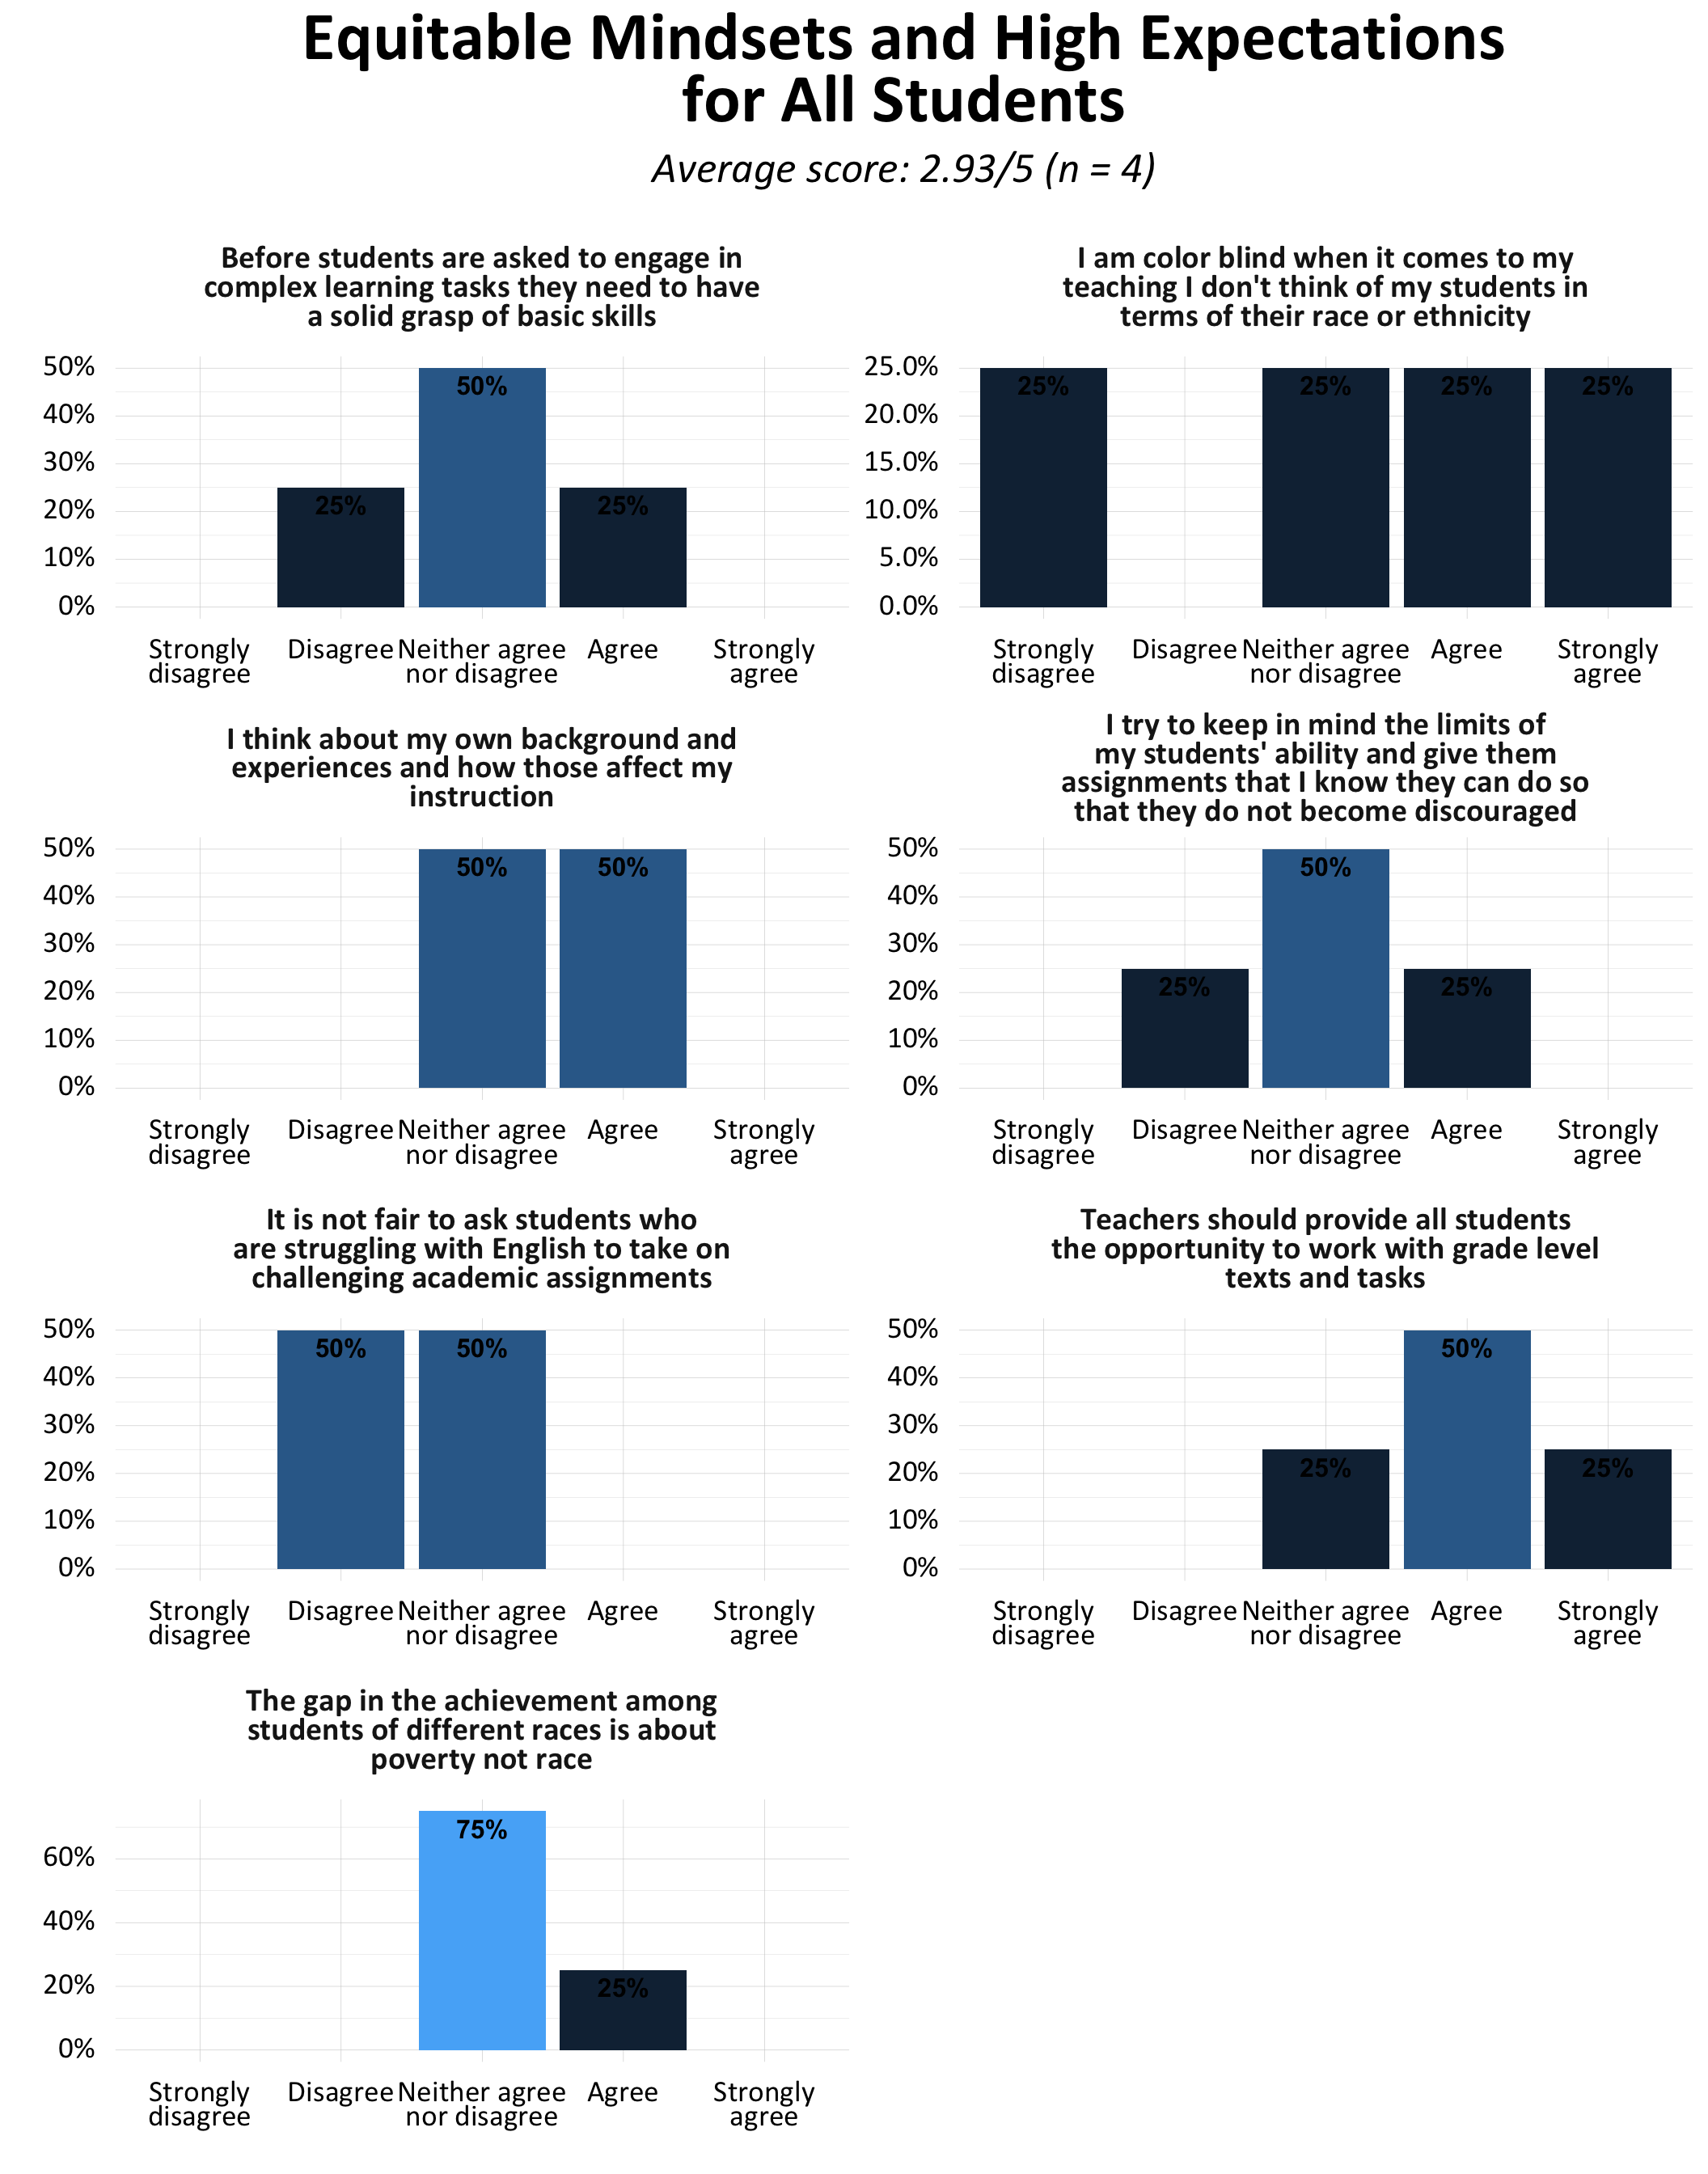 Equitable Mindsets and High Expectations
for All Students
Average score: 2.93/5 (n = 4)
Before students are asked to engage in
complex learning tasks they need to have
a solid grasp of basic skills
50%
40%
30%
20%
10%
0%
25%
50%
25%
Strongly
disagree
Disagree
Neither agree
nor disagree
Agree
Strongly
agree
I am color blind when it comes to my
teaching I don't think of my students in
terms of their race or ethnicity
25.0%
20.0%
15.0%
10.0%
5.0%
0.0%
25%
25%
25%
25%
Strongly
disagree
Disagree
Neither agree
nor disagree
Agree
Strongly
agree
I think about my own background and
experiences and how those affect my
instruction
50%
40%
30%
20%
10%
0%
50%
50%
Strongly
disagree
Disagree
Neither agree
nor disagree
Agree
Strongly
agree
I try to keep in mind the limits of
my students' ability and give them
assignments that I know they can do so
that they do not become discouraged
50%
40%
30%
20%
10%
0%
25%
50%
25%
Strongly
disagree
Disagree
Neither agree
nor disagree
Agree
Strongly
agree
It is not fair to ask students who
are struggling with English to take on
challenging academic assignments
50%
40%
30%
20%
10%
0%
50%
50%
Strongly
disagree
Disagree
Neither agree
nor disagree
Agree
Strongly
agree
Teachers should provide all students
the opportunity to work with grade level
texts and tasks
50%
40%
30%
20%
10%
0%
25%
50%
25%
Strongly
disagree
Disagree
Neither agree
nor disagree
Agree
Strongly
agree
The gap in the achievement among
students of different races is about
poverty not race
60%
40%
20%
0%
75%
25%
Strongly
disagree
Disagree
Neither agree
nor disagree
Agree
Strongly
agree